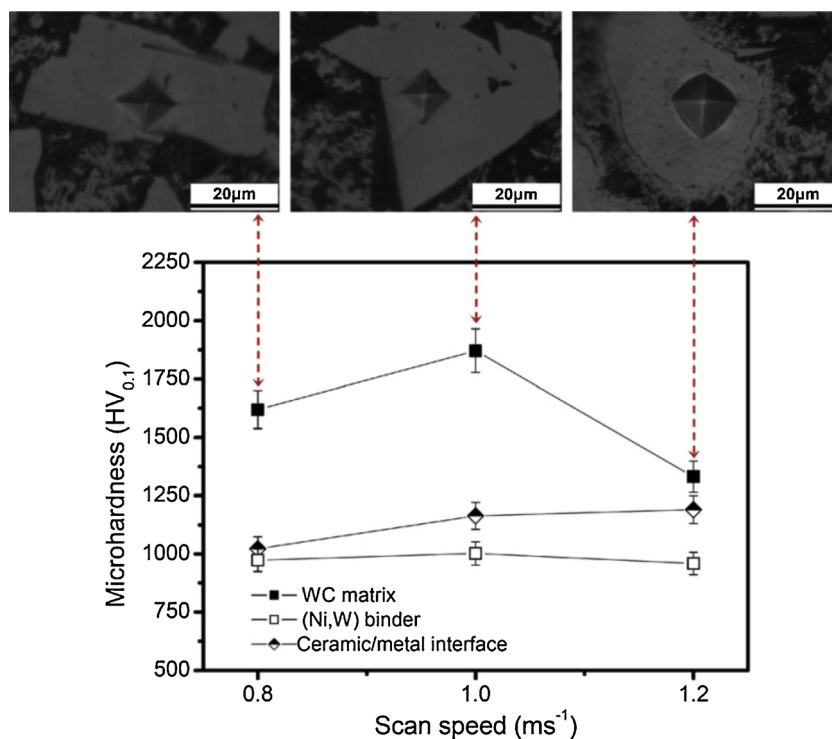 20μm 20μm 20μm
2250
2000
1750
1500
1250
1000
750
500
Microhardness (HV0.1)
WC matrix
(Ni,W) binder
Ceramic/metal interface
0.8 1.0 1.2
Scan speed (ms-1)